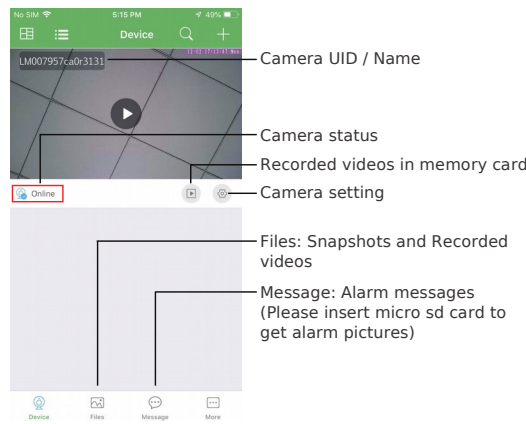 No SIM 5:15 PM 49%
Device
LM007957ca0r3131
Camera UID / Name
Camera status
Recorded videos in memory card
Online
Camera setting
Files: Snapshots and Recorded
videos
Message: Alarm messages
(Please insert micro sd card to
get alarm pictures)
Device Files Message More